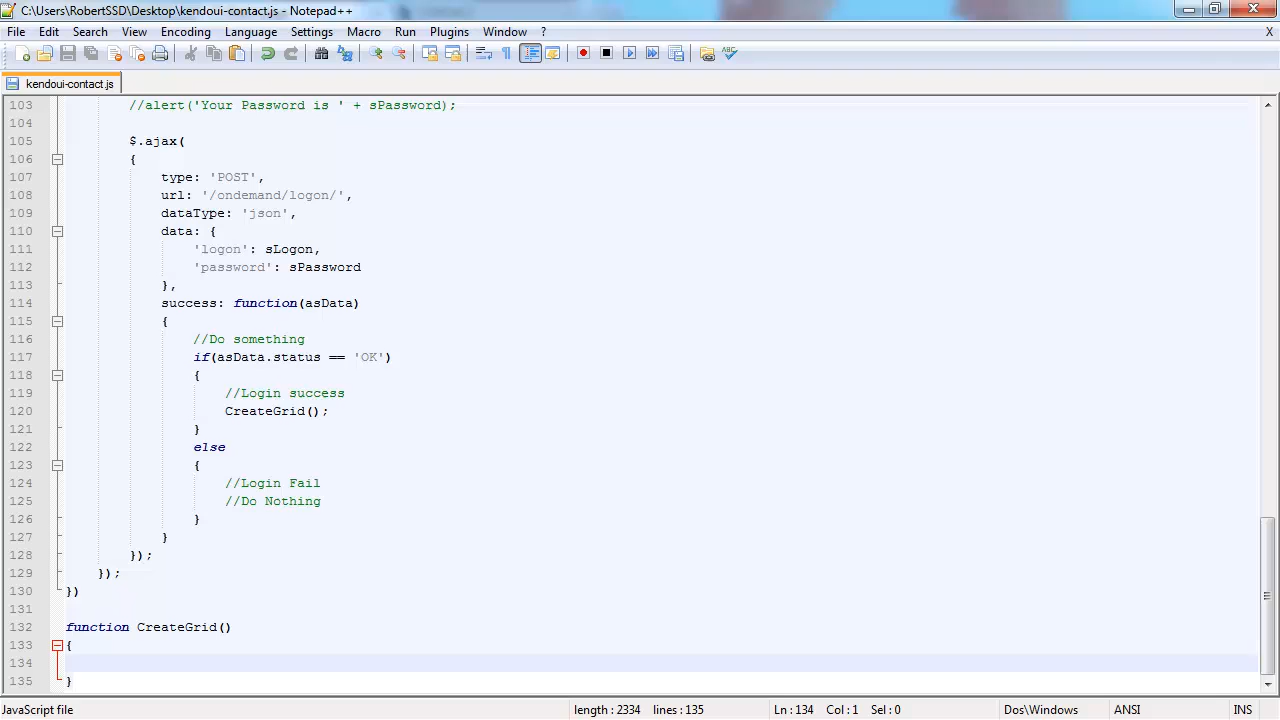 C:\Users\RobertSSD\Desktop\kendoui-contact.js - Notepad++
File Edit Search View Encoding Language Settings Macro Run Plugins Window ? X
kendoui-contact.js
103 //alert('Your Password is ' + sPassword);
104
105 $.ajax(
106 {
107 type: 'POST',
108 url: '/ondemand/logon/',
109 dataType: 'json',
110 data: {
111 'logon': sLogon,
112 'password': sPassword
113 },
114 success: function(asData)
115 {
116 //Do something
117 if(asData.status == 'OK')
118 {
119 //Login success
120 CreateGrid();
121 }
122 else
123 {
124 //Login Fail
125 //Do Nothing
126 }
127 }
128 });
129 });
130 })
131
132 function CreateGrid()
133 {
134
135 }
JavaScript file length : 2334 lines : 135 Ln : 134 Col : 1 Sel : 0 Dos\Windows ANSI INS